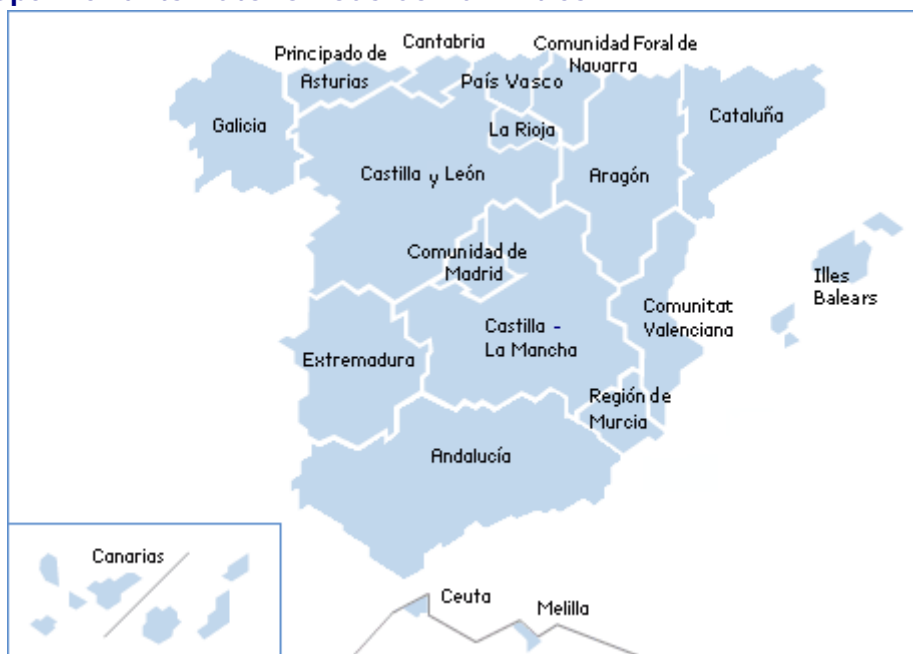 Cantabria
Comunidad Foral de
Navarra
Principado de
Asturias
País Vasco
Galicia
La Rioja
Cataluña
Castilla y León
Aragón
Comunidad de
Madrid
Illes
Balears
Comunitat
Valenciana
Castilla -
La Mancha
Extremadura
Región de
Murcia
Andalucía
Canarias
Ceuta
Melilla